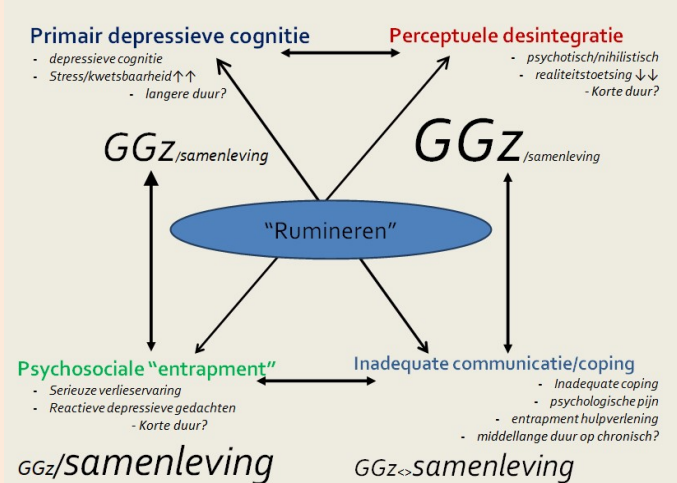 Primair depressieve cognitie
- depressieve cognitie
- Stress/kwetsbaarheid↑↑
- langere duur?
Perceptuele desintegratie
- psychotisch/nihilistisch
- realiteitstoetsing ↓↓
- Korte duur?
GGz/samenleving
GGz/samenleving
“Rumineren”
Psychosociale “entrapment”
- Serieuze verlieservaring
- Reactieve depressieve gedachten
- Korte duur?
Inadequate communicatie/coping
- Inadequate coping
- psychologische pijn
- entrapment hulpverlening
- middellange duur op chronisch?
GGz/samenleving
GGz<>samenleving